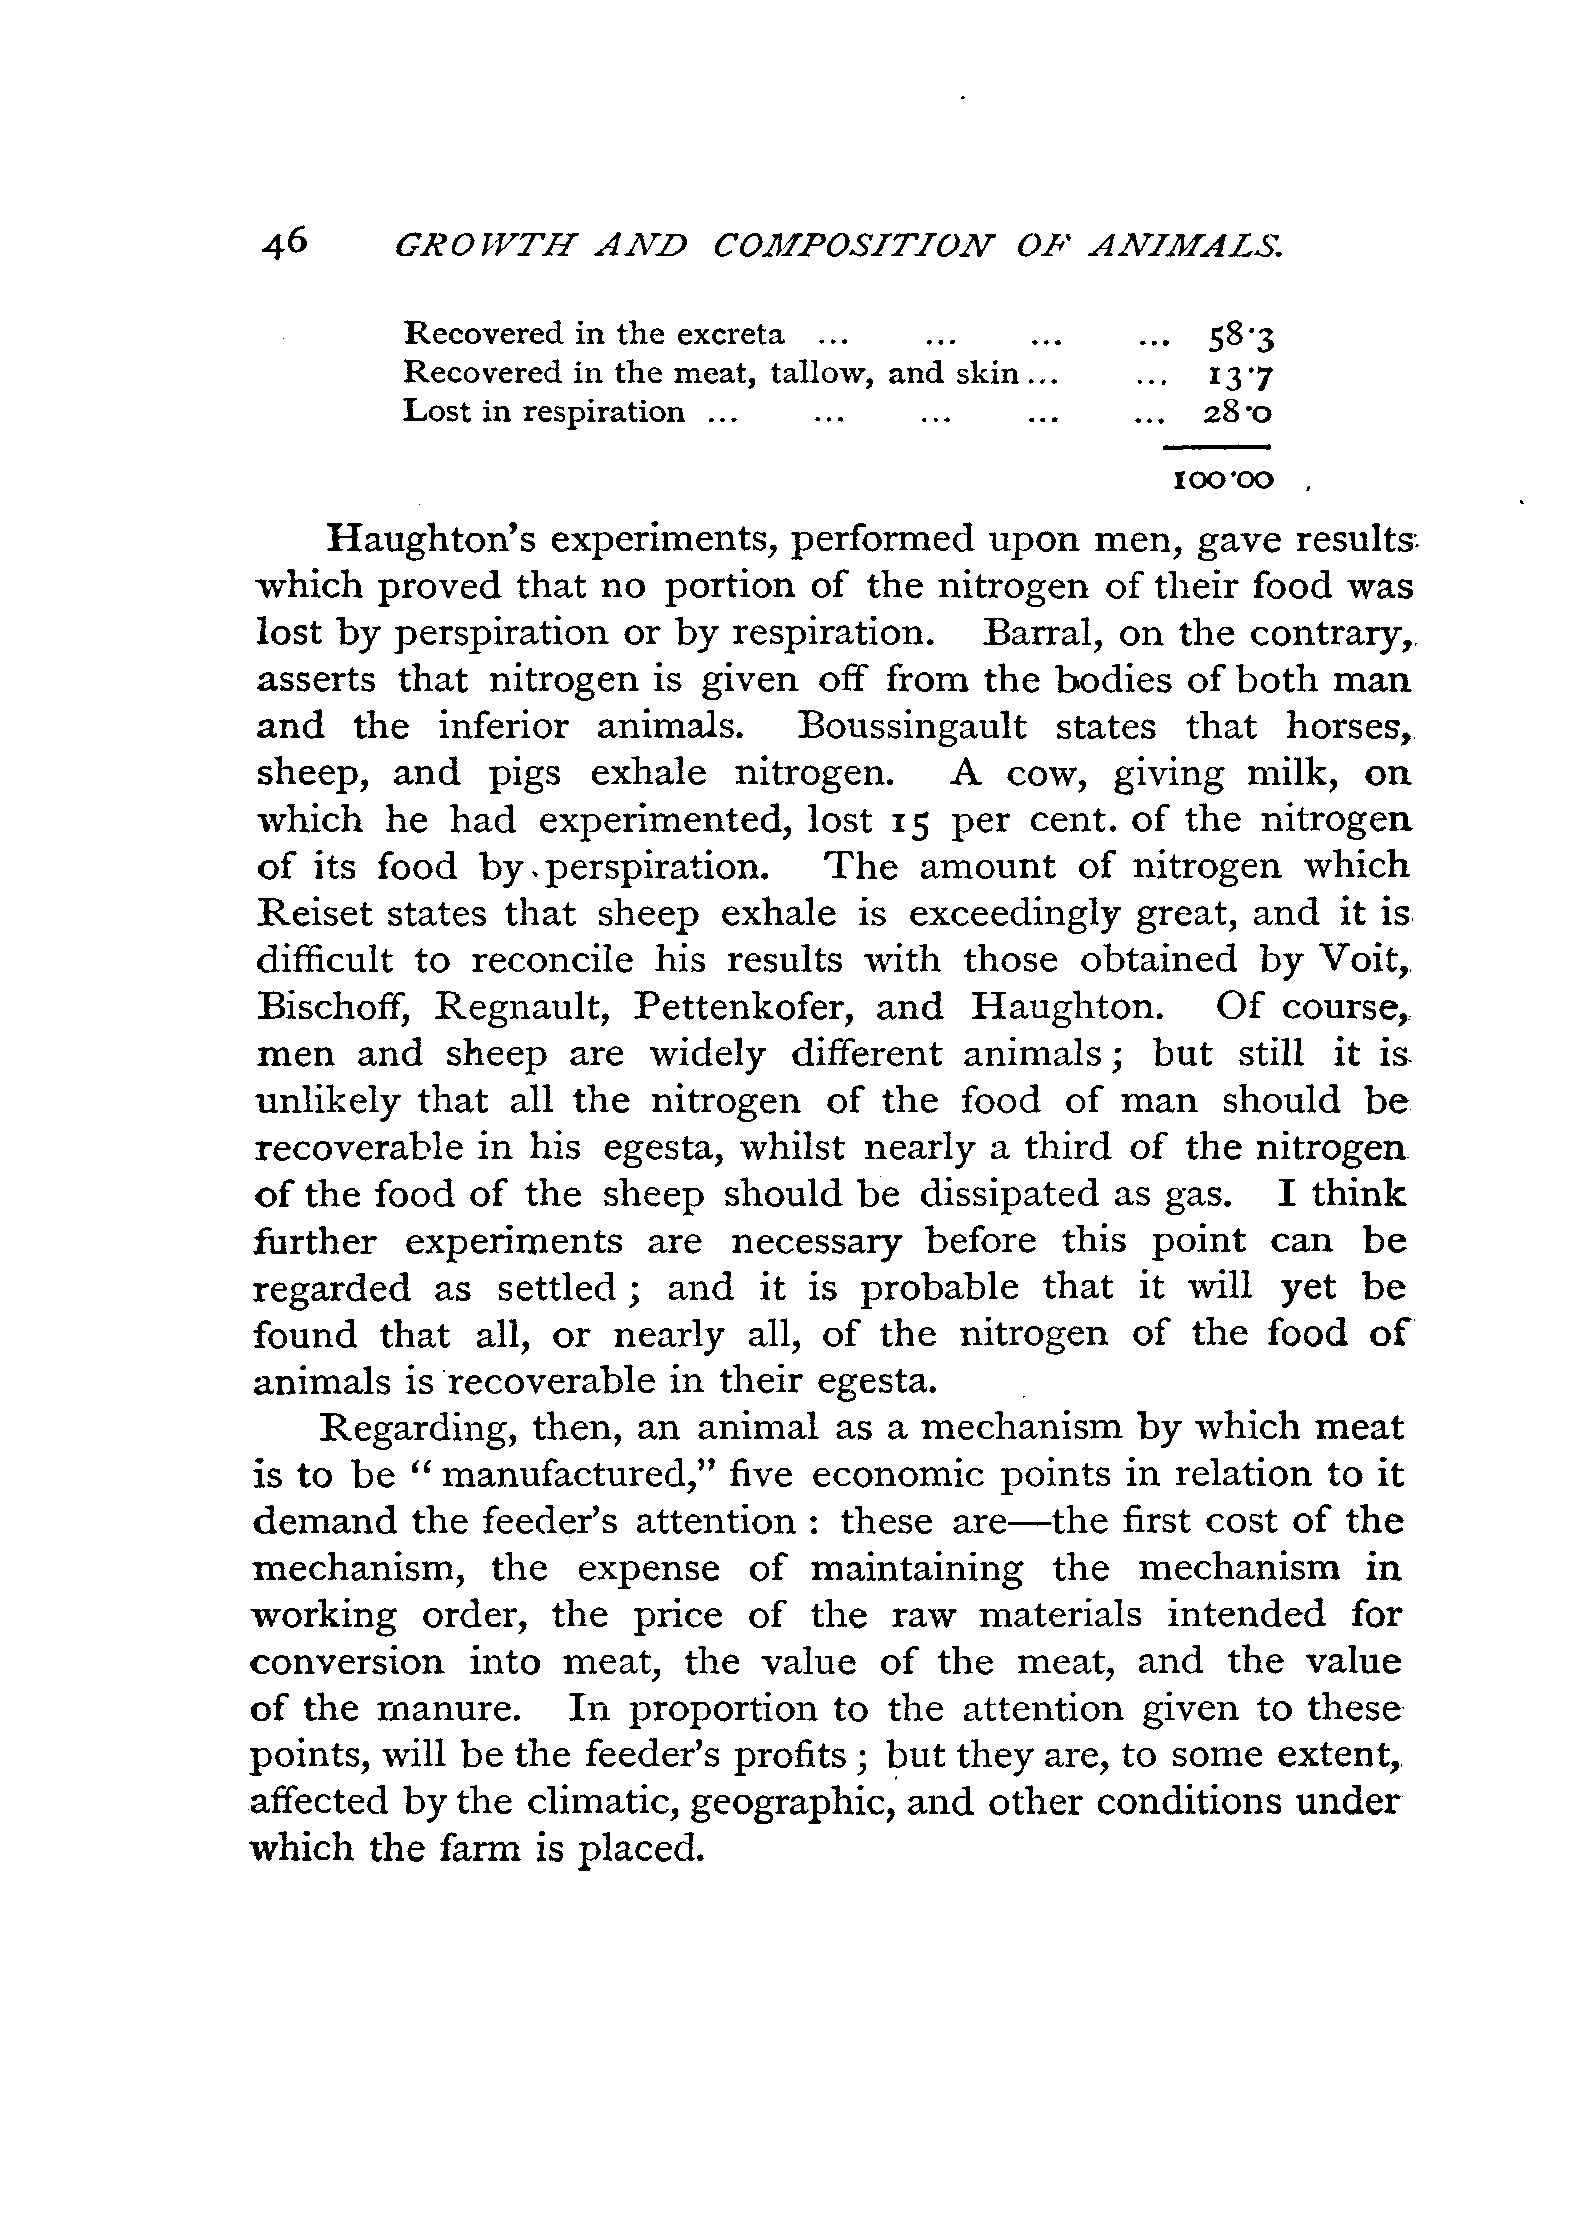 46 GROWTH AND COMPOSITION OF ANIMALS.
Recovered in the excreta ... ... ... ... 58·3
Recovered in the meat, tallow, and skin ... ... 13·7
Lost in respiration ... ... ... ... ... 28·0
100·00
Haughton's experiments, performed upon men, gave results
which proved that no portion of the nitrogen of their food was
lost by perspiration or by respiration. Barral, on the contrary,
asserts that nitrogen is given off from the bodies of both man
and the inferior animals. Boussingault states that horses,
sheep, and pigs exhale nitrogen. A cow, giving milk, on
which he had experimented, lost 15 per cent. of the nitrogen
of its food by perspiration. The amount of nitrogen which
Reiset states that sheep exhale is exceedingly great, and it is
difficult to reconcile his results with those obtained by Voit,
Bischoff, Regnault, Pettenkofer, and Haughton. Of course,
men and sheep are widely different animals ; but still it is
unlikely that all the nitrogen of the food of man should be
recoverable in his egesta, whilst nearly a third of the nitrogen
of the food of the sheep should be dissipated as gas. I think
further experiments are necessary before this point can be
regarded as settled ; and it is probable that it will yet be
found that all, or nearly all, of the nitrogen of the food of
animals is recoverable in their egesta.
Regarding, then, an animal as a mechanism by which meat
is to be " manufactured," five economic points in relation to it
demand the feeder's attention : these are—the first cost of the
mechanism, the expense of maintaining the mechanism in
working order, the price of the raw materials intended for
conversion into meat, the value of the meat, and the value
of the manure. In proportion to the attention given to these
points, will be the feeder's profits ; but they are, to some extent,
affected by the climatic, geographic, and other conditions under
which the farm is placed.